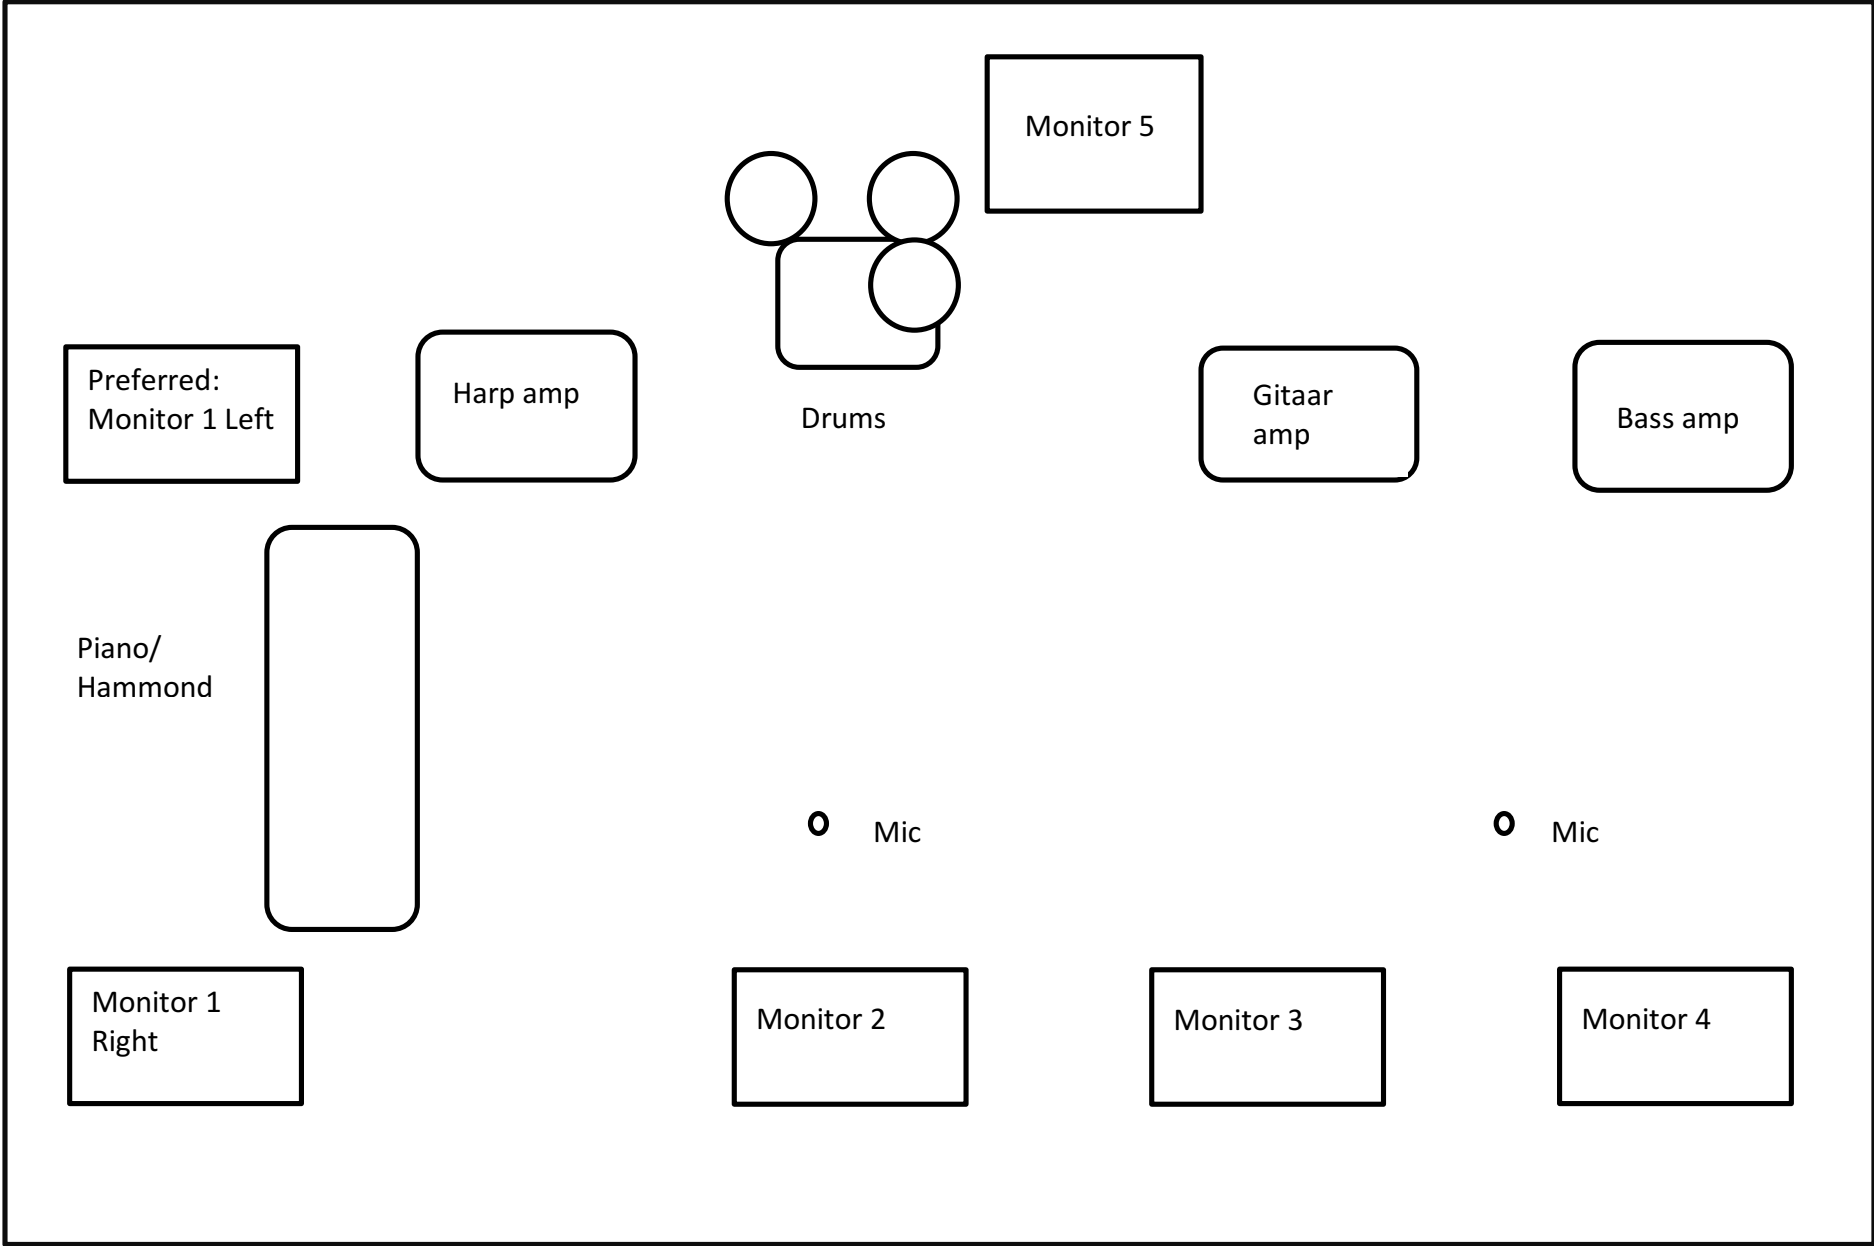 Monitor 5
Preferred:
Monitor 1 Left
Harp amp
Drums
Gitaar
amp
Bass amp
Piano/
Hammond
Mic
Mic
Monitor 1
Right
Monitor 2
Monitor 3
Monitor 4